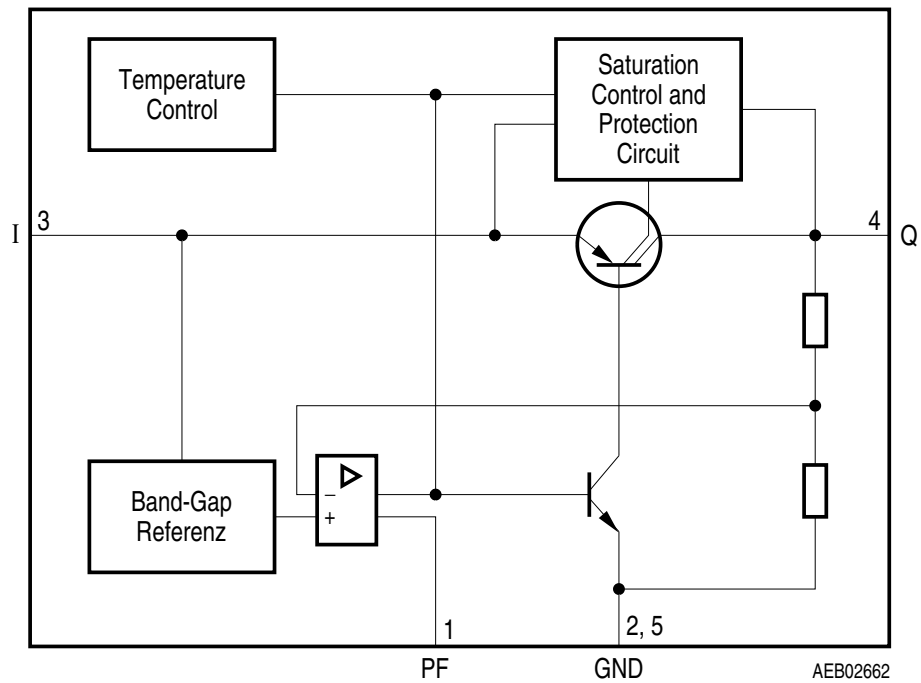 Temperature
Control
Saturation
Control and
Protection
Circuit
I
3
4
Q
Band-Gap
Referenz
−
+
1
2, 5
PF
GND
AEB02662